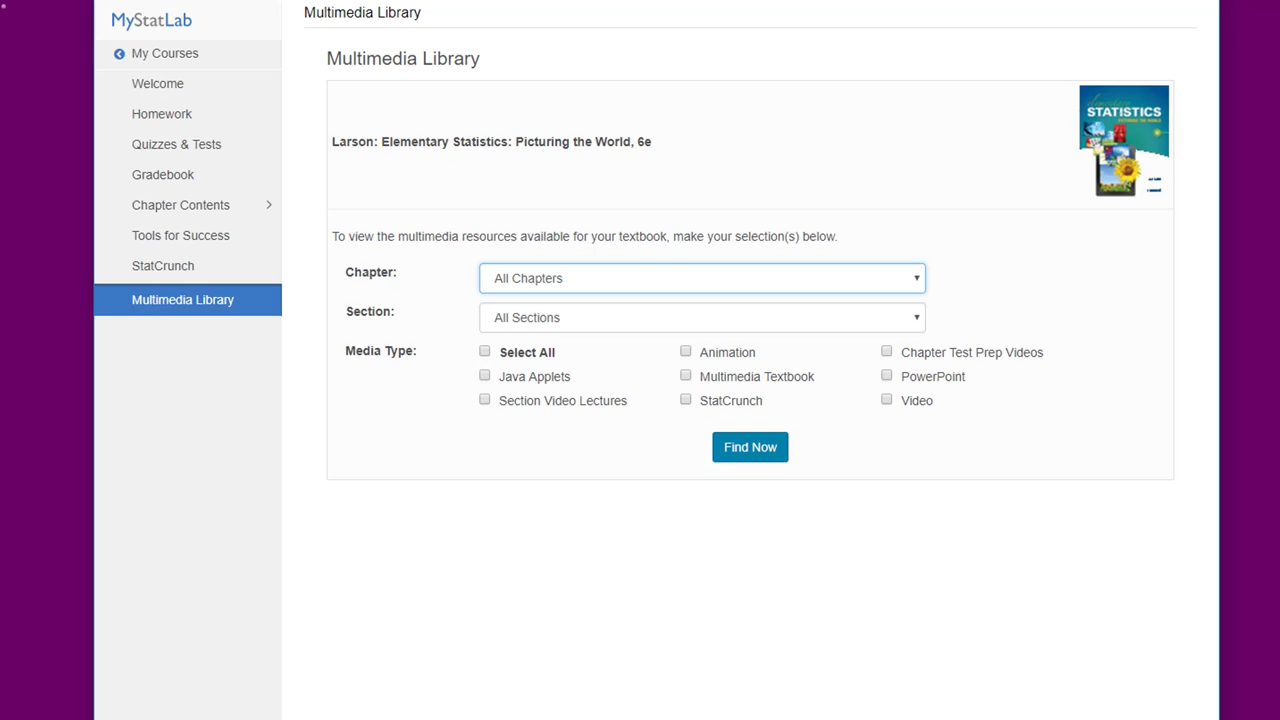 MyStatLab
My Courses
Welcome
Homework
Quizzes & Tests
Gradebook
Chapter Contents
Tools for Success
StatCrunch
Multimedia Library
Multimedia Library
Multimedia Library
Larson: Elementary Statistics: Picturing the World, 6e
STATISTICS
To view the multimedia resources available for your textbook, make your selection(s) below.
Chapter: All Chapters
Section: All Sections
Media Type: Select All Animation Chapter Test Prep Videos
Java Applets Multimedia Textbook PowerPoint
Section Video Lectures StatCrunch Video
Find Now